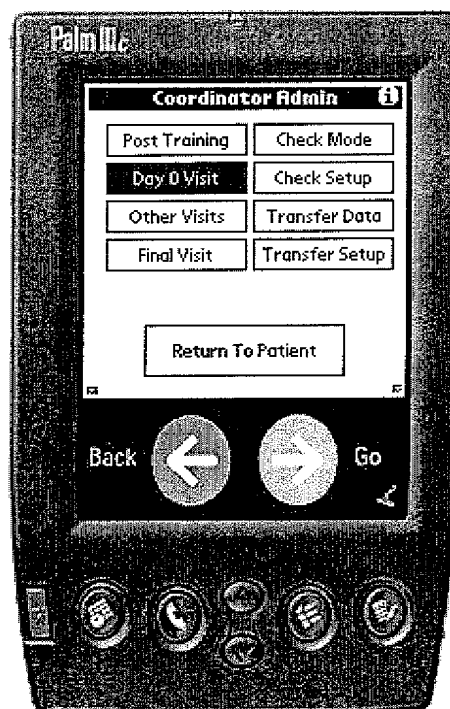 Palm IIIc
Coordinator Admin i
Post Training Check Mode
Day 0 Visit Check Setup
Other Visits Transfer Data
Final Visit Transfer Setup
Return To Patient
Back Go